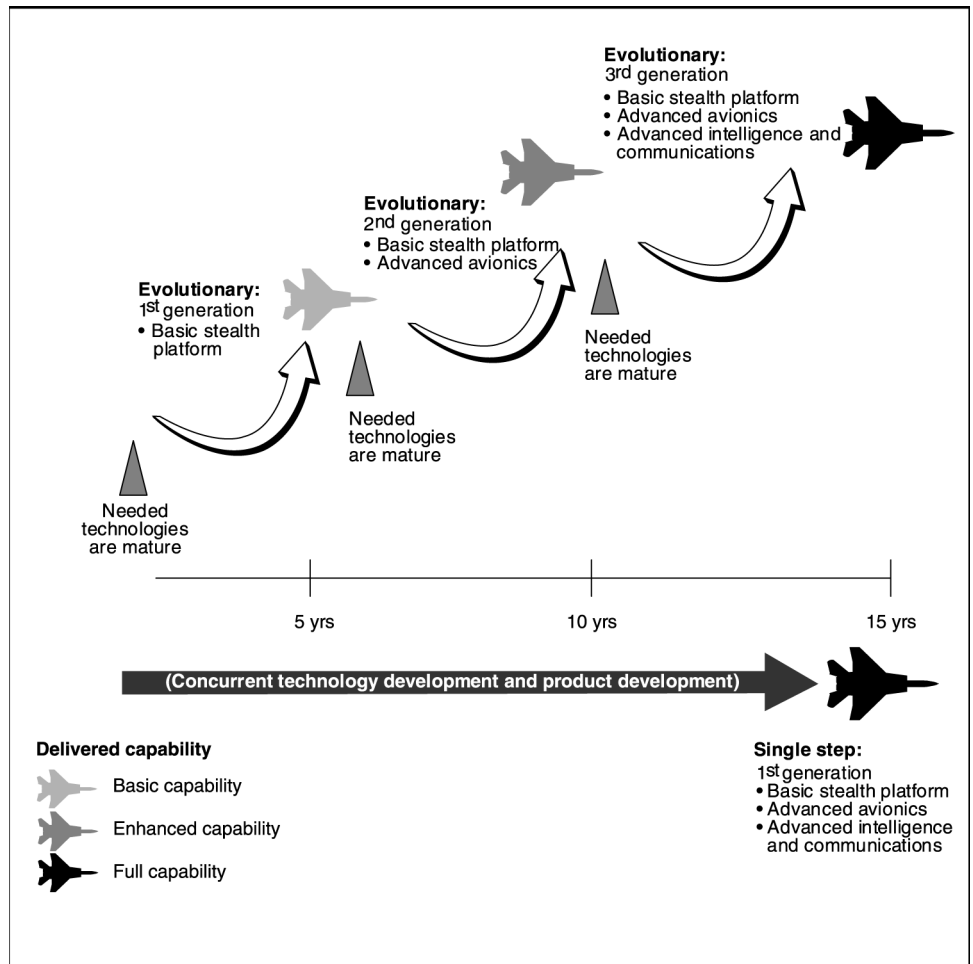 Evolutionary:
3rd generation
• Basic stealth platform
• Advanced avionics
• Advanced intelligence and
communications
Evolutionary:
2nd generation
• Basic stealth platform
• Advanced avionics
Evolutionary:
1st generation
• Basic stealth
platform
Needed
technologies
are mature
Needed
technologies
are mature
Needed
technologies
are mature
5 yrs
10 yrs
15 yrs
(Concurrent technology development and product development)
Delivered capability
Basic capability
Enhanced capability
Full capability
Single step:
1st generation
• Basic stealth platform
• Advanced avionics
• Advanced intelligence
and communications